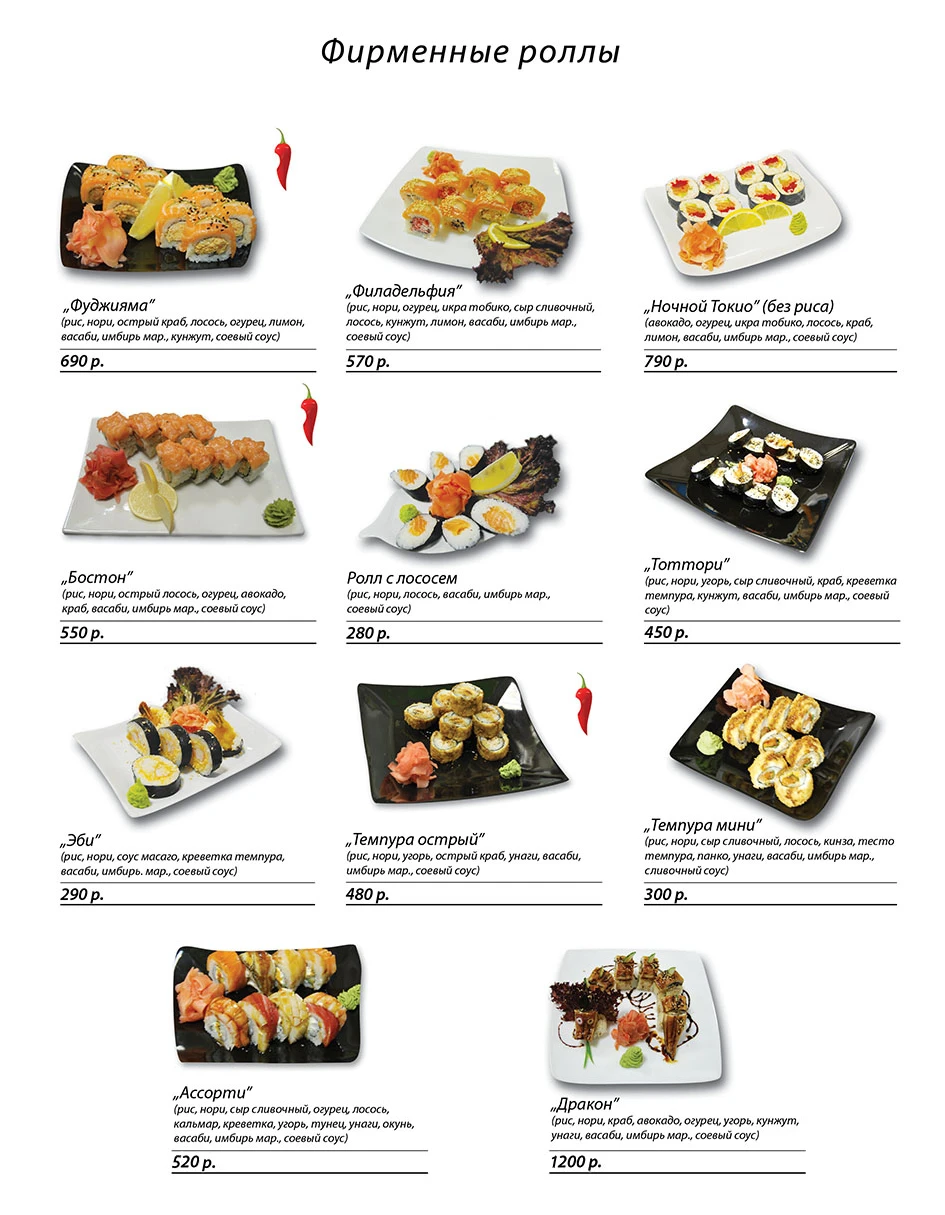 Фирменные роллы
„Фуджияма”
(рис, нори, острый краб, лосось, огурец, лимон,
васаби, имбирь мар., кунжут, соевый соус)
690 р.
„Филадельфия”
(рис, нори, огурец, икра тобико, сыр сливочный,
лосось, кунжут, лимон, васаби, имбирь мар.,
соевый соус)
570 р.
„Ночной Токио” (без риса)
(авокадо, огурец, икра тобико, лосось, краб,
лимон, васаби, имбирь мар., соевый соус)
790 р.
„Бостон”
(рис, нори, острый лосось, огурец, авокадо,
краб, васаби, имбирь мар., соевый соус)
550 р.
Ролл с лососем
(рис, нори, лосось, васаби, имбирь мар.,
соевый соус)
280 р.
„Тоттори”
(рис, нори, угорь, сыр сливочный, краб, креветка
темпура, кунжут, васаби, имбирь мар., соевый
соус)
450 р.
„Эби”
(рис, нори, соус масаго, креветка темпура,
васаби, имбирь. мар., соевый соус)
290 р.
„Темпура острый”
(рис, нори, угорь, острый краб, унаги, васаби,
имбирь мар., соевый соус)
480 р.
„Темпура мини”
(рис, нори, сыр сливочный, лосось, кинза, тесто
темпура, панко, унаги, васаби, имбирь мар.,
сливочный соус)
300 р.
„Ассорти”
(рис, нори, сыр сливочный, огурец, лосось,
кальмар, креветка, угорь, тунец, унаги, окунь,
васаби, имбирь мар., соевый соус)
520 р.
„Дракон”
(рис, нори, краб, авокадо, огурец, угорь, кунжут,
унаги, васаби, имбирь мар., соевый соус)
1200 р.